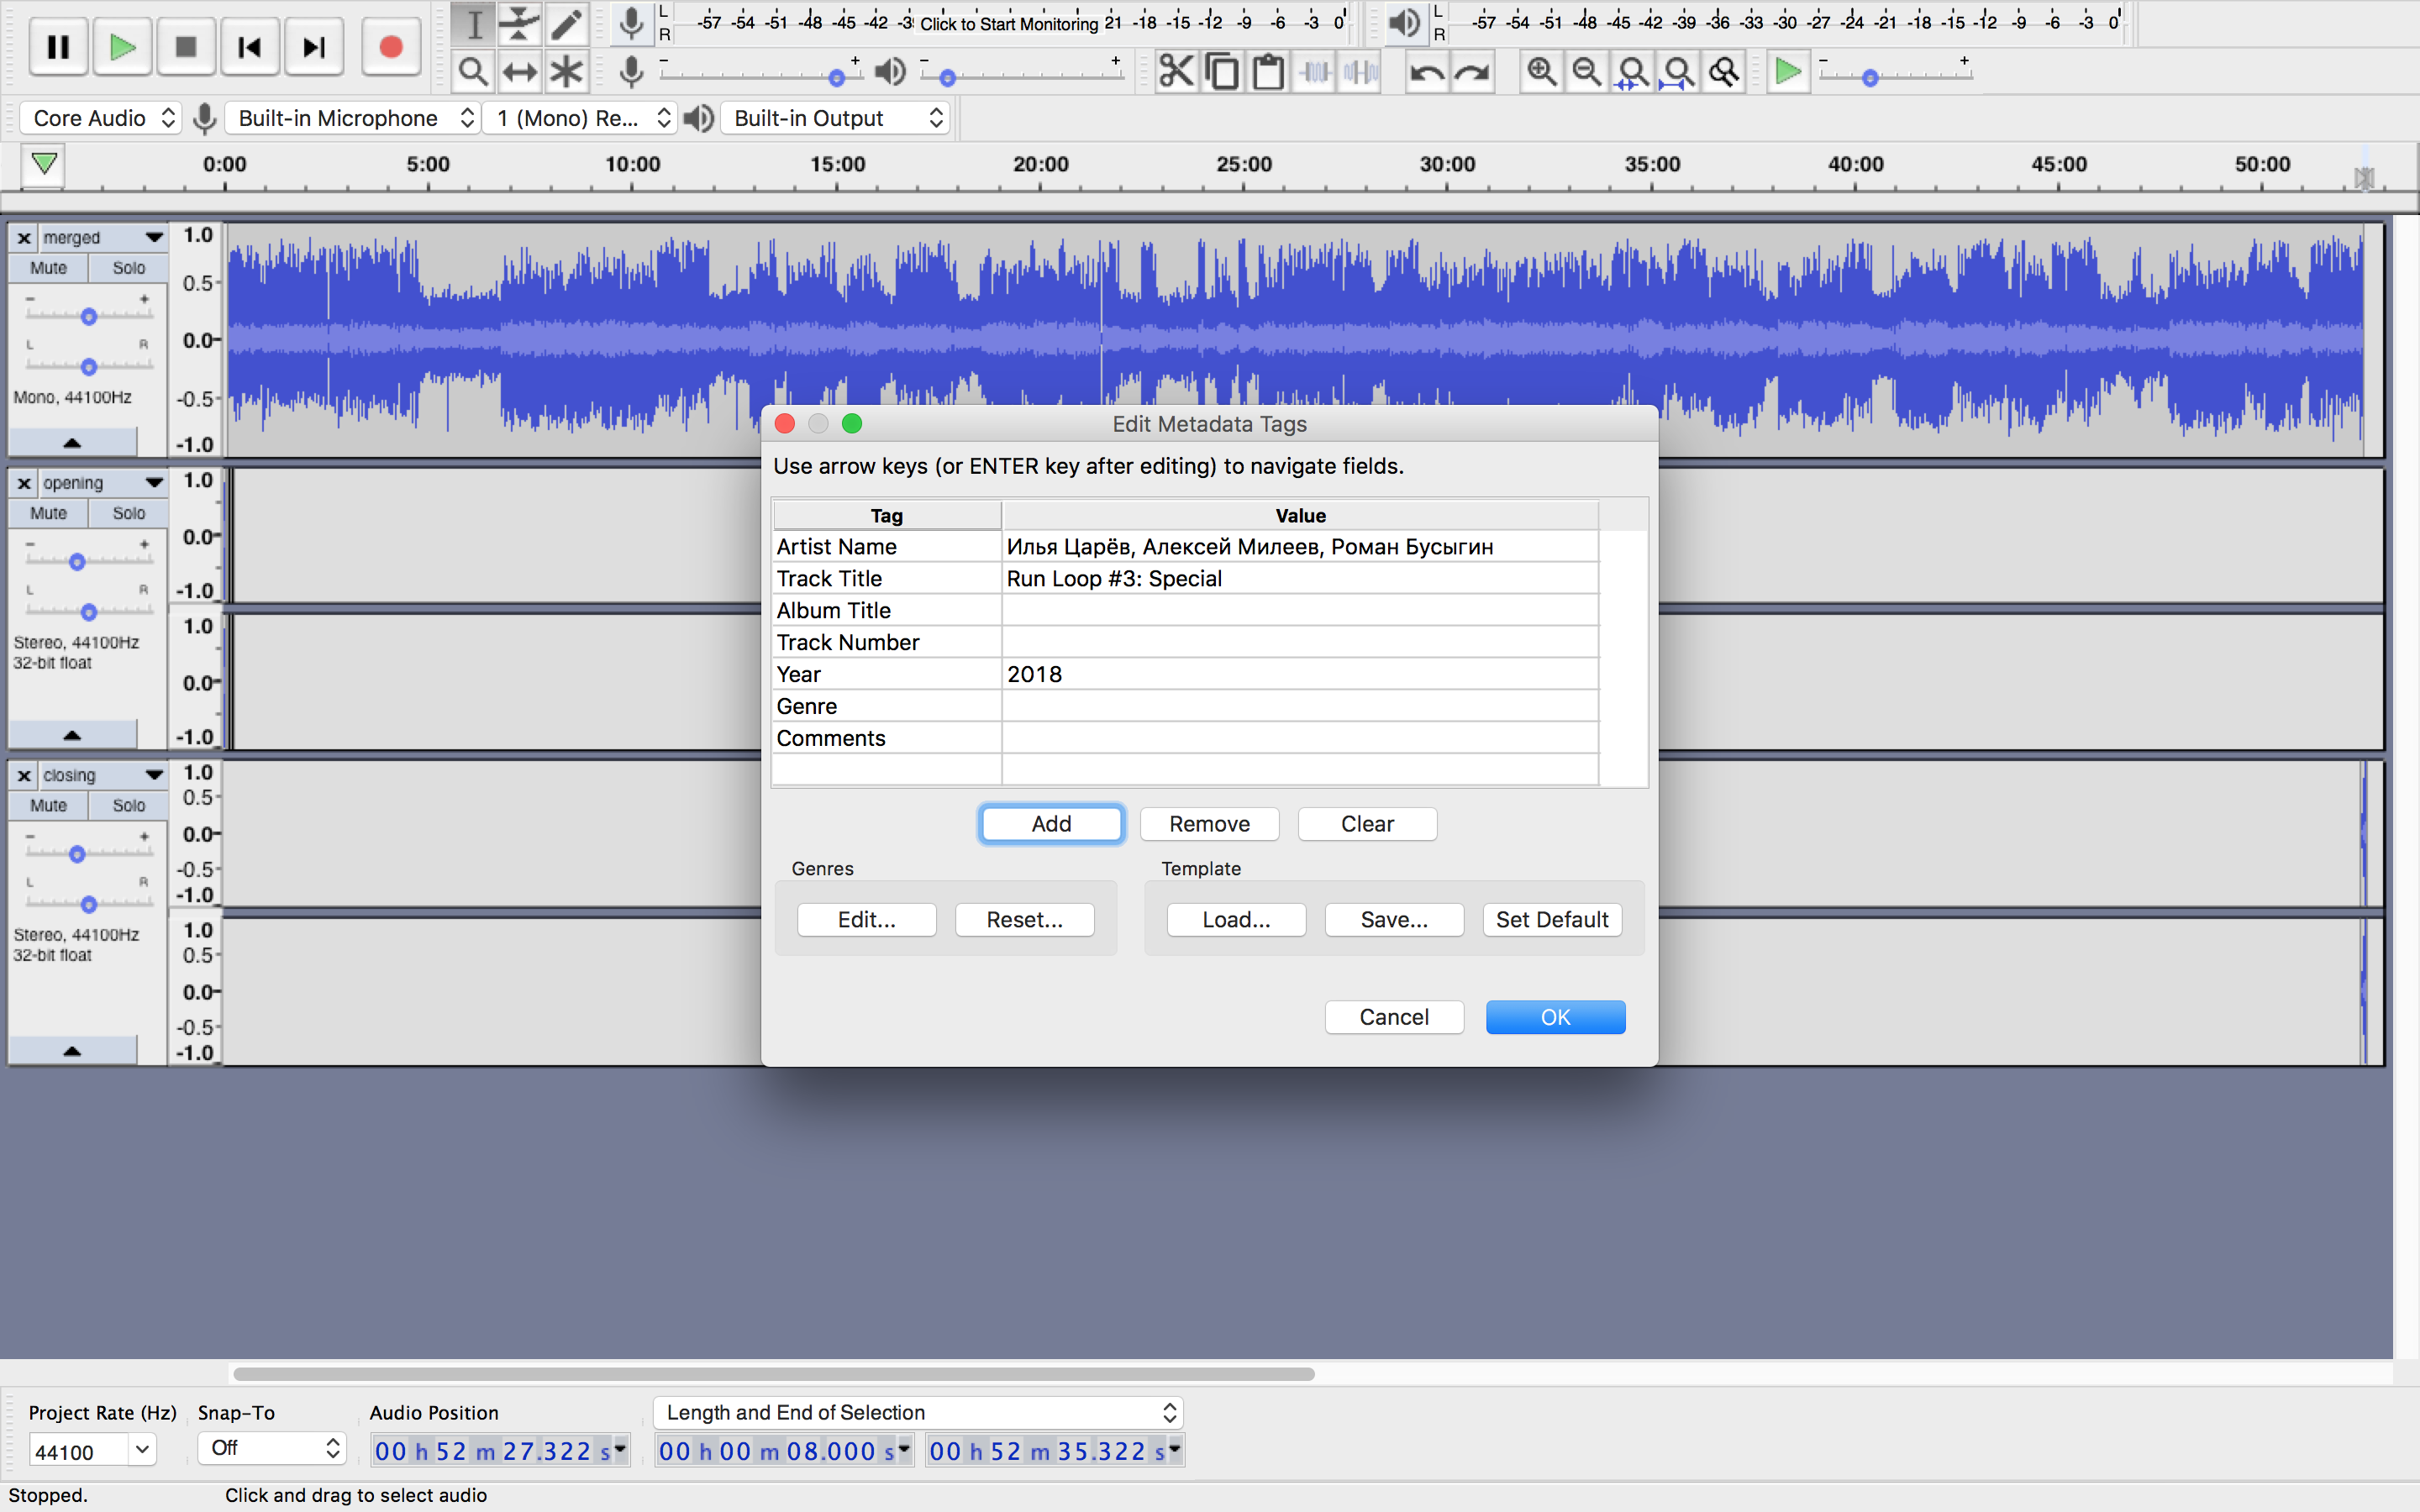 L
R
-57 -54 -51 -48 -45 -42 -3
Click to Start Monitoring
21 -18 -15 -12 -9 -6 -3 0
L
R
-57 -54 -51 -48 -45 -42 -39 -36 -33 -30 -27 -24 -21 -18 -15 -12 -9 -6 -3 0
Core Audio
Built-in Microphone
1 (Mono) Re...
Built-in Output
0:00 5:00 10:00 15:00 20:00 25:00 30:00 35:00 40:00 45:00 50:00
merged
Mute Solo
L R
Mono, 44100Hz
1.0
0.5
0.0
-0.5
-1.0
opening
Mute Solo
L R
Stereo, 44100Hz
32-bit float
1.0
0.0
-1.0
1.0
0.0
-1.0
closing
Mute Solo
L R
Stereo, 44100Hz
32-bit float
1.0
0.5
0.0
-0.5
-1.0
1.0
0.5
0.0
-0.5
-1.0
Edit Metadata Tags
Use arrow keys (or ENTER key after editing) to navigate fields.
Tag Value
Artist Name Илья Царёв, Алексей Милеев, Роман Бусыгин
Track Title Run Loop #3: Special
Album Title
Track Number
Year 2018
Genre
Comments
Add Remove Clear
Genres Template
Edit... Reset... Load... Save... Set Default
Cancel OK
Project Rate (Hz) Snap-To Audio Position Length and End of Selection
44100 Off 00 h 52 m 27.322 s 00 h 00 m 08.000 s 00 h 52 m 35.322 s
Stopped. Click and drag to select audio